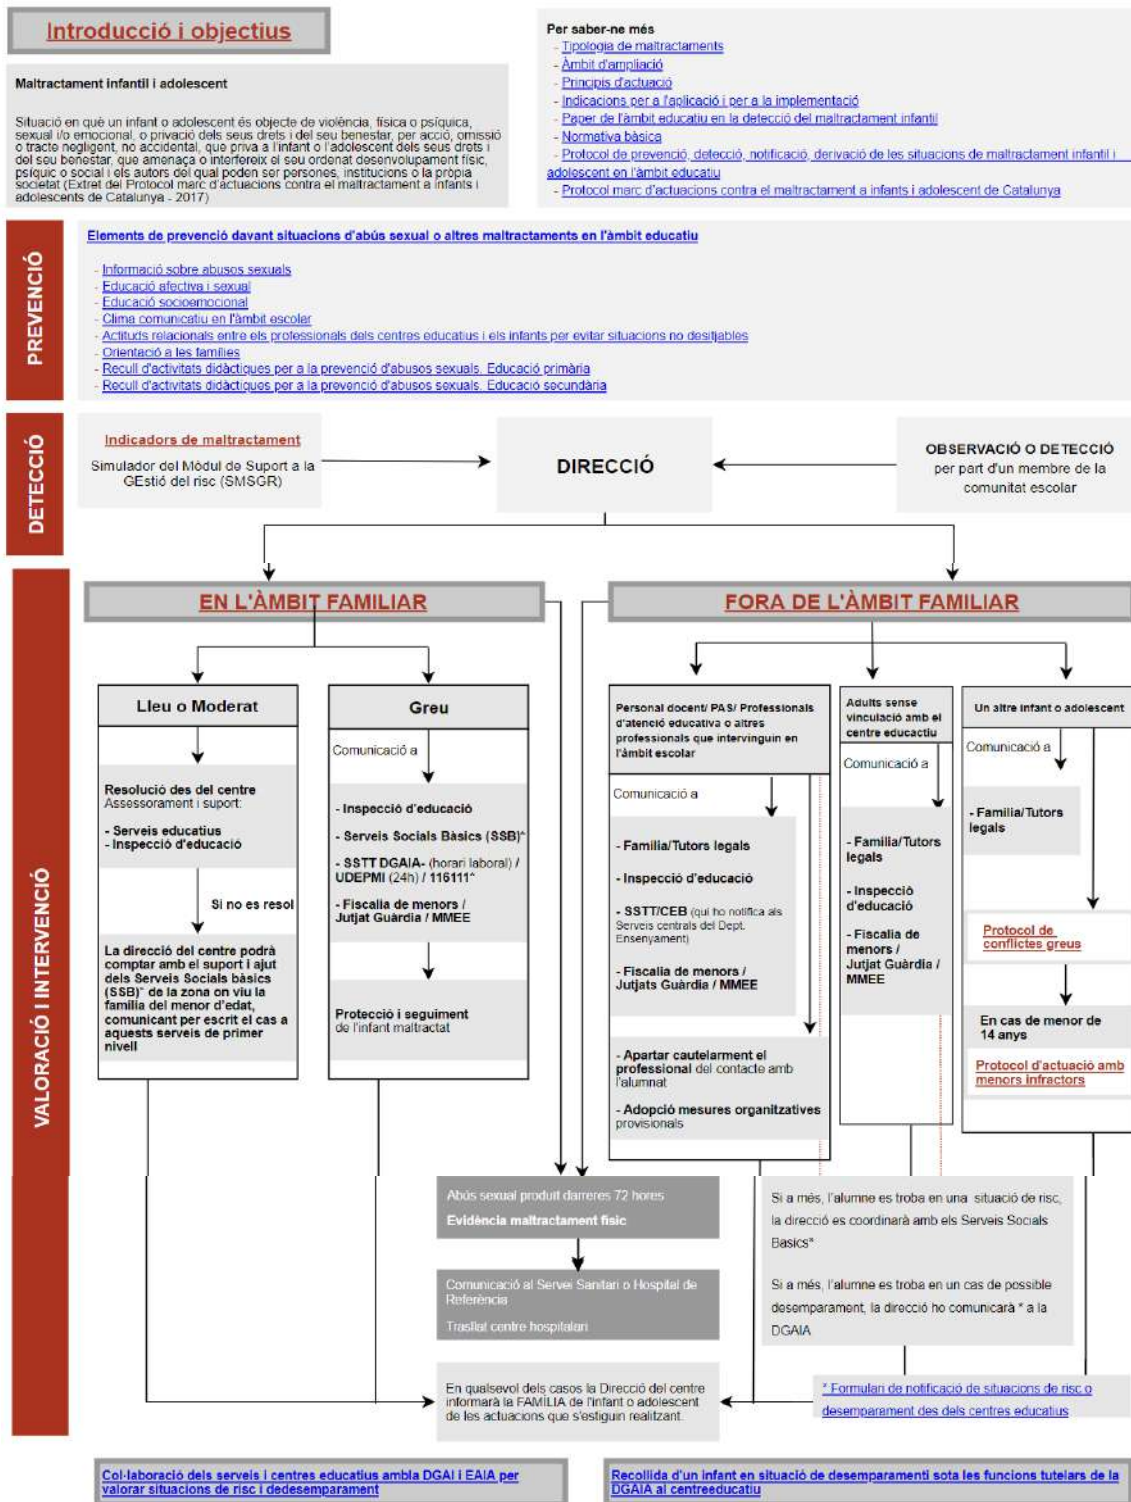 Introducció i objectius
Maltractament infantil i adolescent
Situació en què un infant o adolescent és objecte de violència, física o psíquica,
sexual i/o emocional, o privació dels seus drets i del seu benestar, per acció, omissió
o tracte negligent, no accidental, que priva a l'infant o l'adolescent dels seus drets i
del seu benestar, que amenaça o interfereix el seu ordenat desenvolupament físic,
psíquic o social i els autors del qual poden ser persones, institucions o la pròpia
societat (Extret del Protocol marc d'actuacions contra el maltractament a infants i
adolescents de Catalunya - 2017)
Per saber-ne més
- Tipologia de maltractaments
- Àmbit d'ampliació
- Principis d'actuació
- Indicacions per a l'aplicació i per a la implementació
- Paper de l'àmbit educatiu en la detecció del maltractament infantil
- Normativa bàsica
- Protocol de prevenció, detecció, notificació, derivació de les situacions de maltractament infantil i
adolescent en l'àmbit educatiu
- Protocol marc d'actuacions contra el maltractament a infants i adolescent de Catalunya
PREVENCIÓ
Elements de prevenció davant situacions d'abús sexual o altres maltractaments en l'àmbit educatiu
- Informació sobre abusos sexuals
- Educació afectiva i sexual
- Educació socioemocional
- Clima comunicatiu en l'àmbit escolar
- Actituds relacionals entre els professionals dels centres educatius i els infants per evitar situacions no desitjables
- Orientació a les famílies
- Recull d'activitats didàctiques per a la prevenció d'abusos sexuals. Educació primària
- Recull d'activitats didàctiques per a la prevenció d'abusos sexuals. Educació secundària
DETECCIÓ
Indicadors de maltractament
Simulador del Mòdul de Suport a la
GEstió del risc (SMSGR)
DIRECCIÓ
OBSERVACIÓ O DETECCIÓ
per part d'un membre de la
comunitat escolar
VALORACIÓ I INTERVENCIÓ
EN L'ÀMBIT FAMILIAR
Lleu o Moderat
Resolució des del centre
Assessorament i suport:
- Serveis educatius
- Inspecció d'educació
Si no es resol
La direcció del centre podrà
comptar amb el suport i ajut
dels Serveis Socials bàsics
(SSB)* de la zona on viu la
família del menor d'edat,
comunicant per escrit el cas a
aquests serveis de primer
nivell
Greu
Comunicació a
- Inspecció d'educació
- Serveis Socials Bàsics (SSB)*
- SSTT DGAIA- (horari laboral) /
UDEPMI (24h) / 116111*
- Fiscalia de menors /
Jutjat Guàrdia / MMEE
Protecció i seguiment
de l'infant maltractat
FORA DE L'ÀMBIT FAMILIAR
Personal docent/ PAS/ Professionals
d'atenció educativa o altres
professionals que intervinguin en
l'àmbit escolar
Comunicació a
- Familia/Tutors legals
- Inspecció d'educació
- SSTT/CEB (qui ho notifica als
Serveis centrals del Dept.
Ensenyament)
- Fiscalia de menors /
Jutjats Guàrdia / MMEE
- Apartar cautelarment el
professional del contacte amb
l'alumnat
- Adopció mesures organitzatives
provisionals
Adults sense
vinculació amb el
centre educactiu
Comunicació a
- Familia/Tutors
legals
- Inspecció
d'educació
- Fiscalia de
menors /
Jutjat Guàrdia /
MMEE
Un altre infant o adolescent
Comunicació a
- Familia/Tutors
legals
Protocol de
conflictes greus
En cas de menor de
14 anys
Protocol d'actuació amb
menors infractors
Abús sexual produit darreres 72 hores
Evidència maltractament físic
Comunicació al Servei Sanitari o Hospital de
Referència
Trasllat centre hospitalari
Si a més, l'alumne es troba en una situació de risc,
la direcció es coordinarà amb els Serveis Socials
Basics*
Si a més, l'alumne es troba en un cas de possible
desemparament, la direcció ho comunicarà * a la
DGAIA
En qualsevol dels casos la Direcció del centre
informarà la FAMÍLIA de l'infant o adolescent
de les actuacions que s'estiguin realitzant.
* Formulari de notificació de situacions de risc o
desemparament des dels centres educatius
Col·laboració dels serveis i centres educatius ambla DGAI i EAIA per
valorar situacions de risc i dedesemparament
Recollida d'un infant en situació de desemparamenti sota les funcions tutelars de la
DGAIA al centreeducatiu